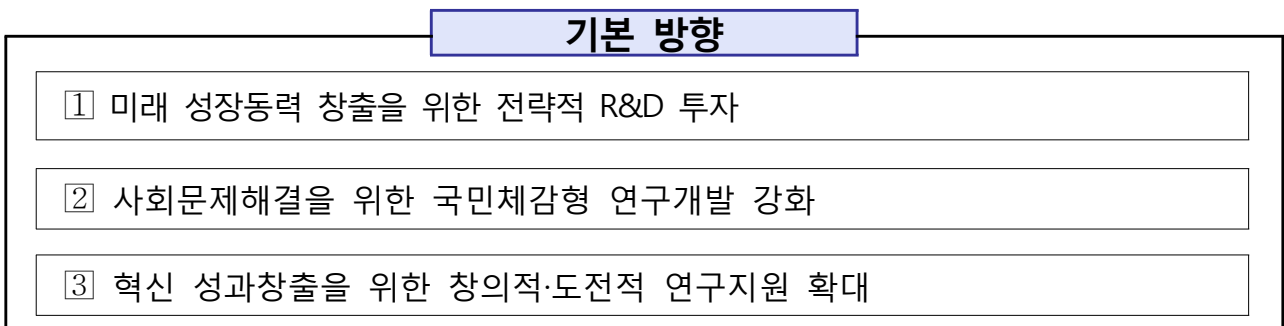 기본 방향
1 미래 성장동력 창출을 위한 전략적 R&D 투자
2 사회문제해결을 위한 국민체감형 연구개발 강화
3 혁신 성과창출을 위한 창의적·도전적 연구지원 확대